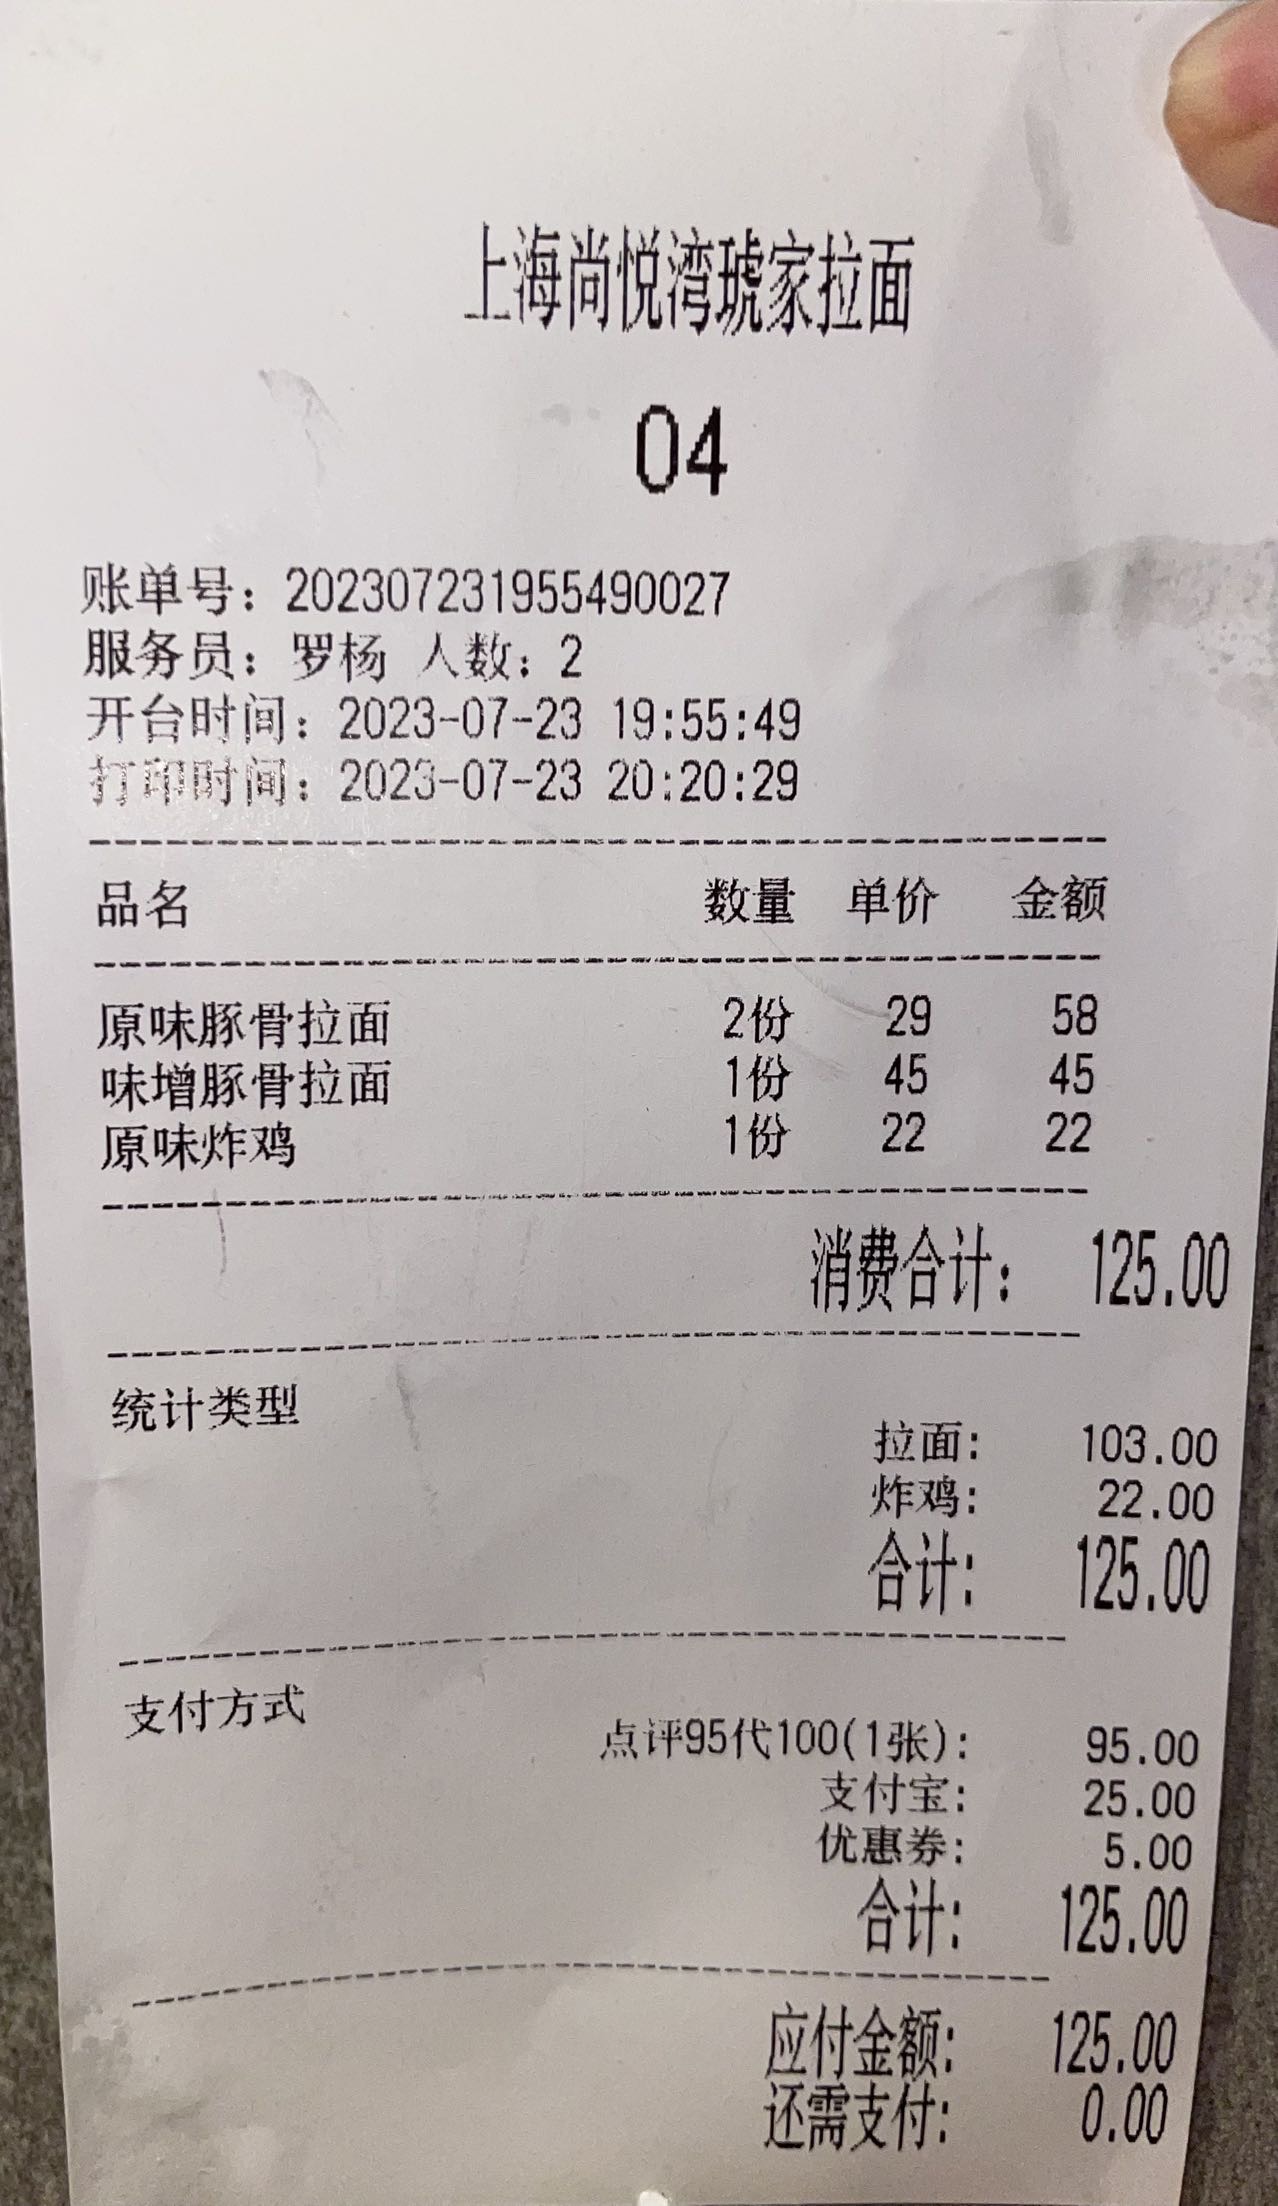 上海尚悦湾琥家拉面
04
账单号：202307231955490027
服务员：罗杨 人数：2
开台时间：2023-07-23 19:55:49
打印时间：2023-07-23 20:20:29
品名 数量 单价 金额
原味豚骨拉面 2份 29 58
味增豚骨拉面 1份 45 45
原味炸鸡 1份 22 22
消费合计： 125.00
统计类型
拉面: 103.00
炸鸡: 22.00
合计: 125.00
支付方式
点评95代100(1张): 95.00
支付宝: 25.00
优惠券: 5.00
合计: 125.00
应付金额: 125.00
还需支付: 0.00